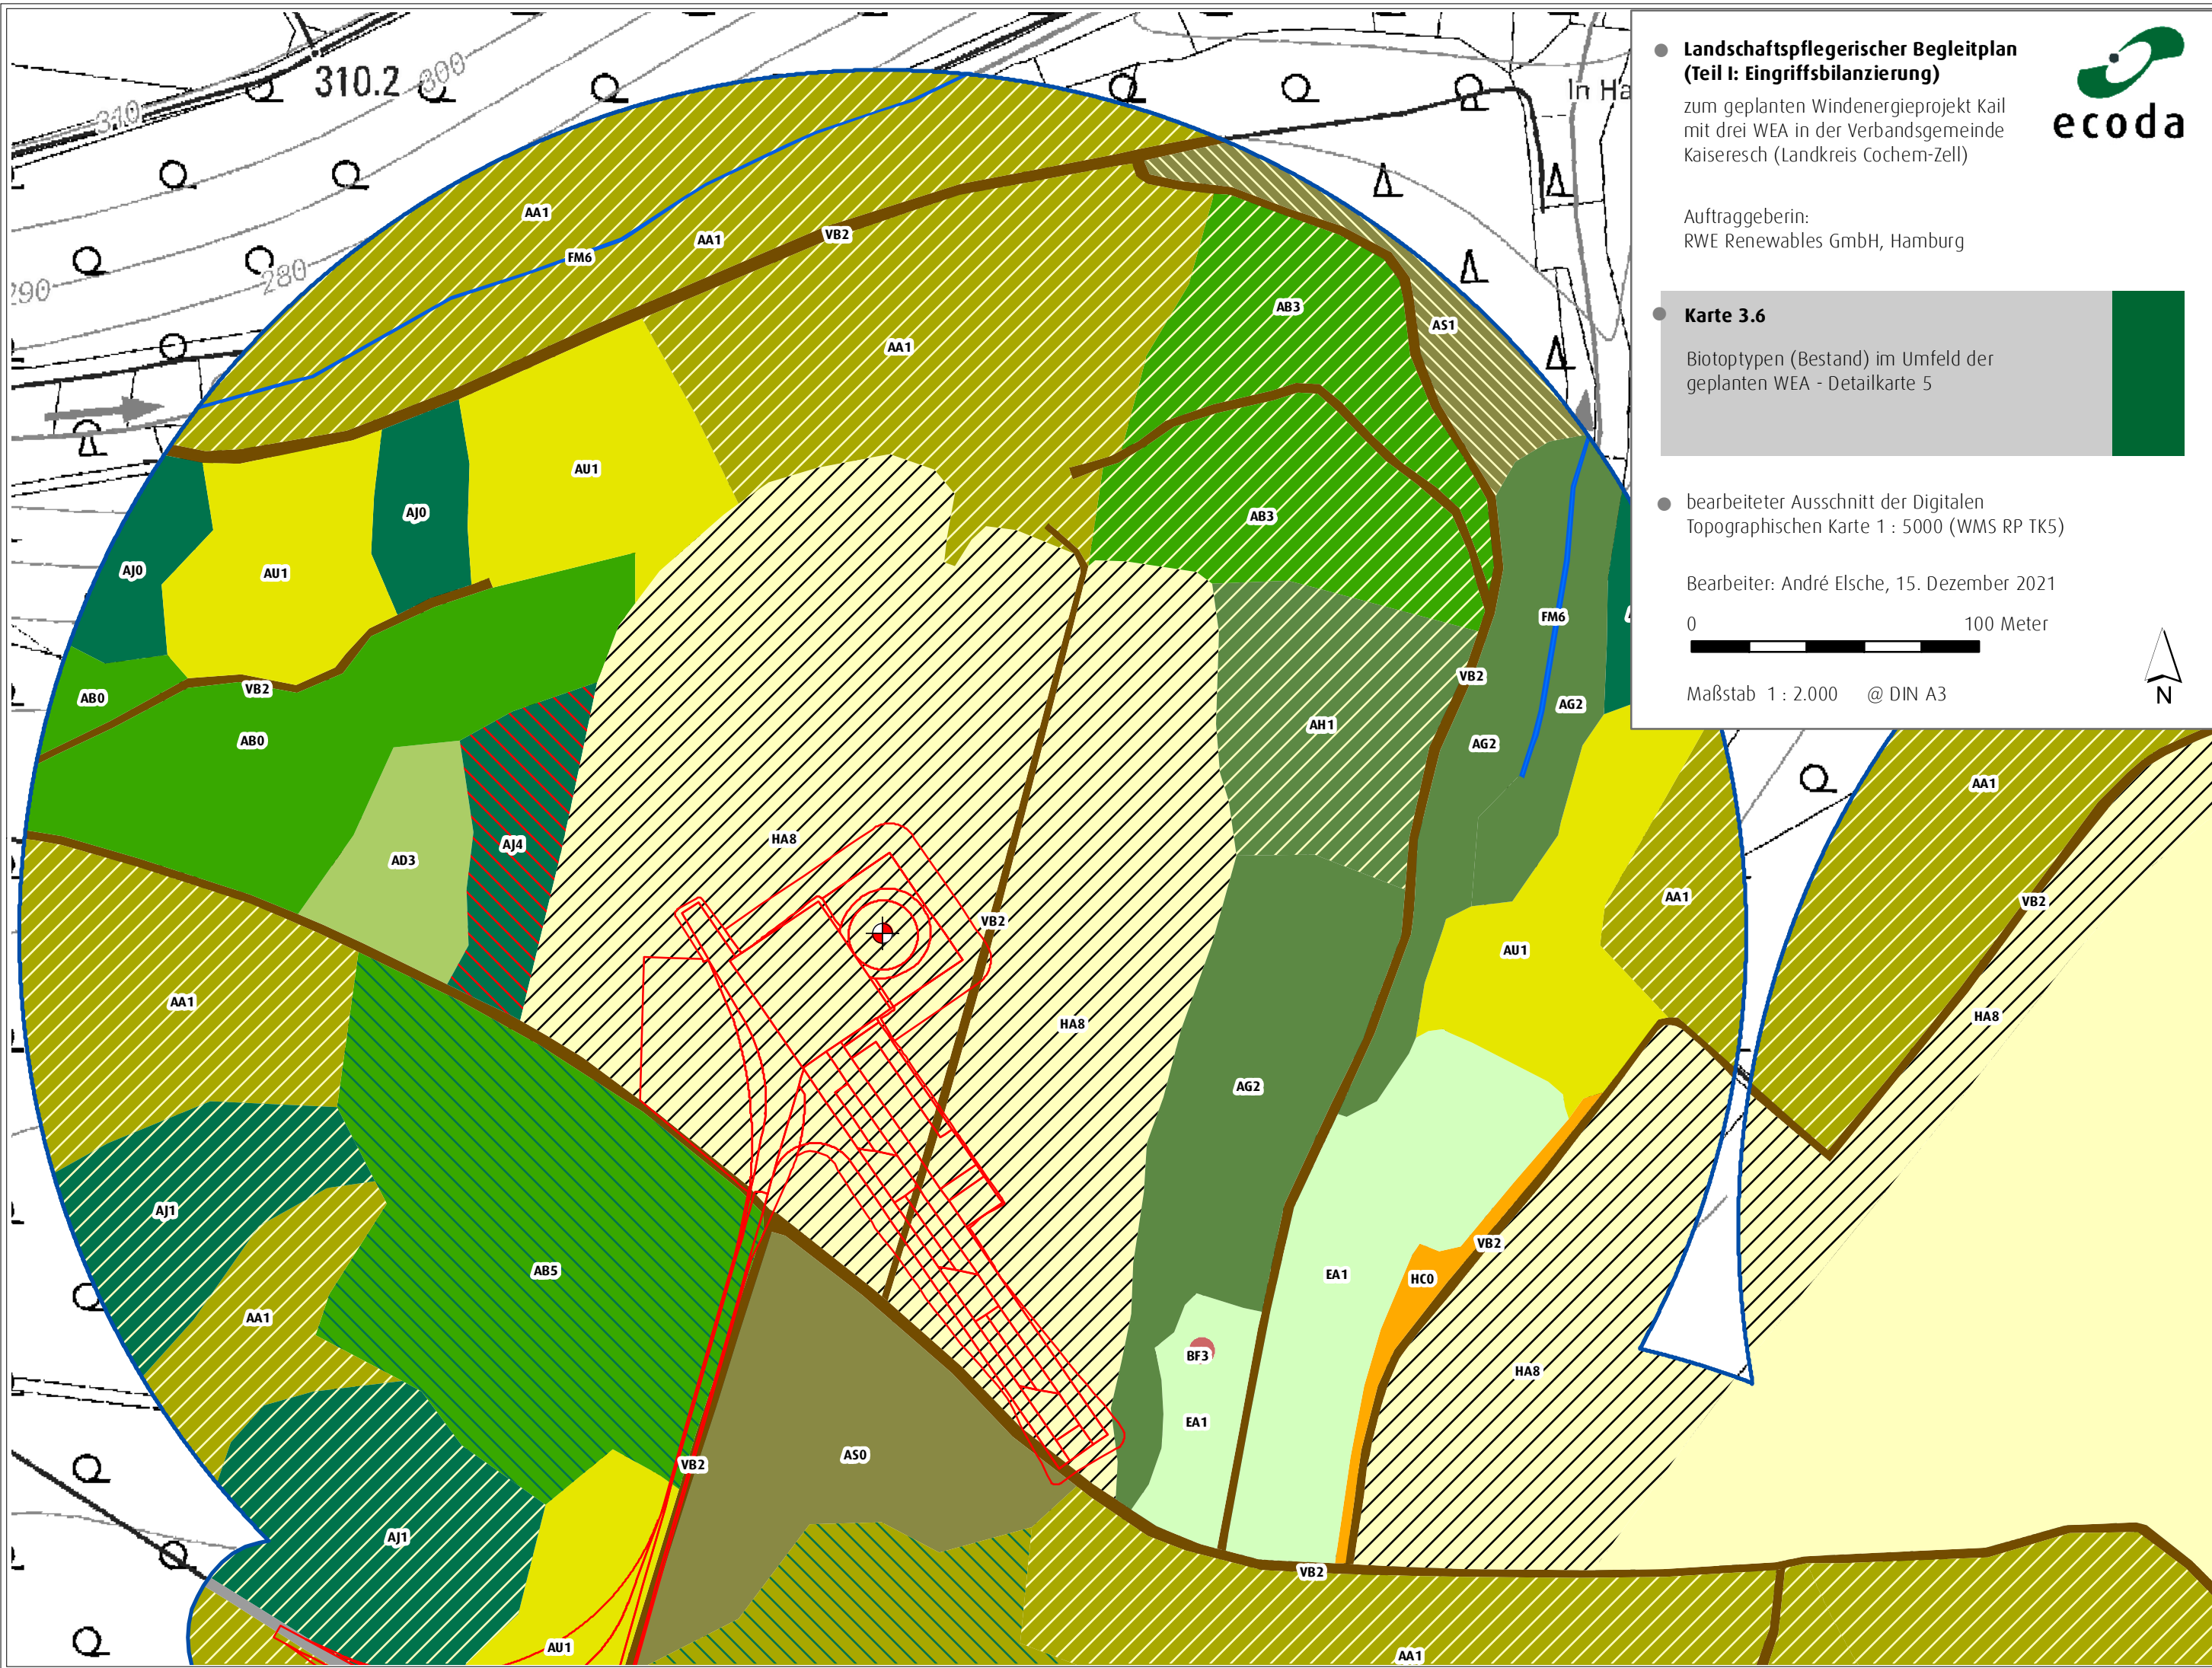 Landschaftspflegerischer Begleitplan
(Teil I: Eingriffsbilanzierung)
zum geplanten Windenergieprojekt Kail
mit drei WEA in der Verbandsgemeinde
Kaiseresch (Landkreis Cochem-Zell)
ecoda
Auftraggeberin:
RWE Renewables GmbH, Hamburg
Karte 3.6
Biotoptypen (Bestand) im Umfeld der
geplanten WEA - Detailkarte 5
bearbeiteter Ausschnitt der Digitalen
Topographischen Karte 1 : 5000 (WMS RP TK5)
Bearbeiter: André Elsche, 15. Dezember 2021
0 100 Meter
Maßstab 1 : 2.000 @ DIN A3
N
310.2
300
310
In Ha
290
280
AA1
AA1
VB2
FM6
AA1
AB3
AS1
AU1
AJ0
AB3
AJ0
AU1
FM6
VB2
AB0
VB2
AG2
AH1
AB0
AG2
AA1
HA8
AJ4
AD3
AA1
VB2
VB2
AU1
AA1
HA8
HA8
AG2
AJ1
VB2
AB5
EA1
HC0
AA1
BF3
HA8
EA1
AS0
VB2
AJ1
VB2
AU1
AA1